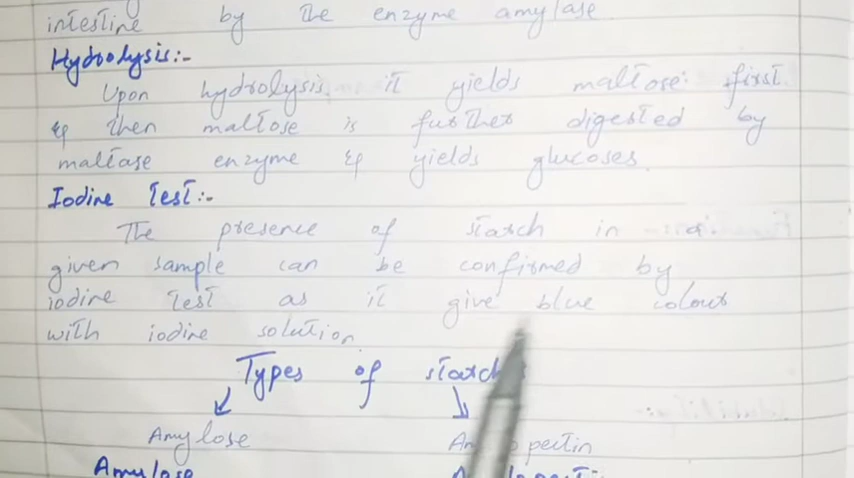 intestine by the enzyme amylase.
Hydrolysis:-
Upon hydrolysis it yields maltose first
& then maltose is further digested by
maltase enzyme & yields glucoses.
Iodine Test:-
The presence of starch in a
given sample can be confirmed by
iodine test as it give blue colour
with iodine solution.
Types of starch
Amylose
Amylose